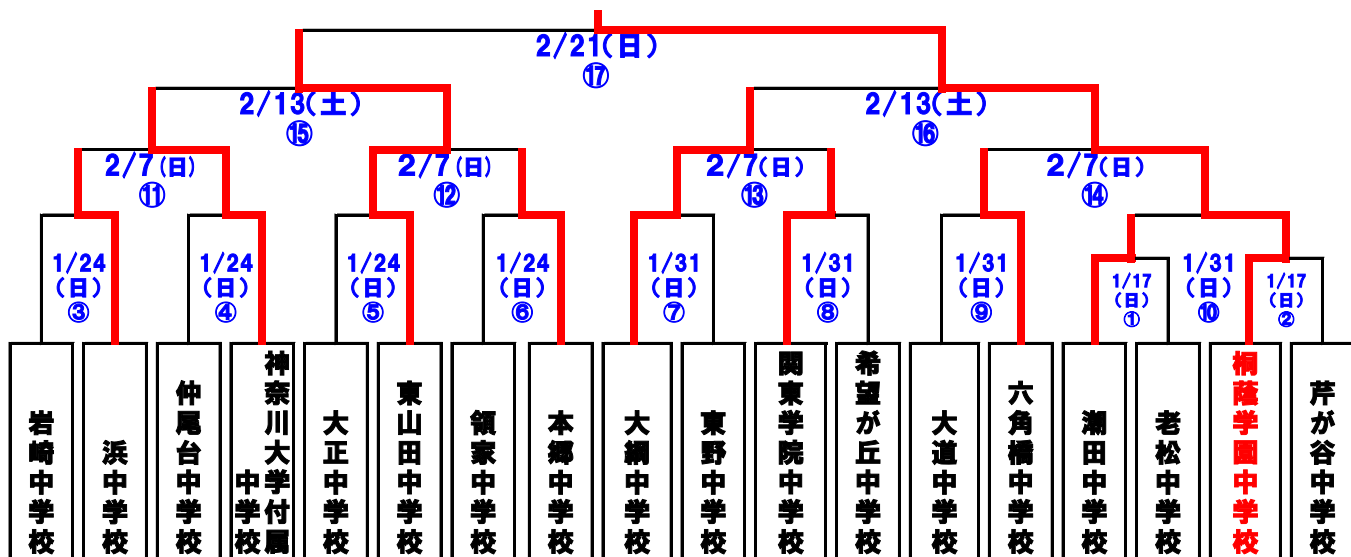 2/21(日)
⑰
2/13(土)
⑮
2/13(土)
⑯
2/7(日)
⑪
2/7(日)
⑫
2/7(日)
⑬
2/7(日)
⑭
1/24
(日)
③
1/24
(日)
④
1/24
(日)
⑤
1/24
(日)
⑥
1/31
(日)
⑦
1/31
(日)
⑧
1/31
(日)
⑨
1/17
(日)
①
1/31
(日)
⑩
1/17
(日)
②
岩崎中学校
浜中学校
仲尾台中学校
神奈川大学付属
中学校
大正中学校
東山田中学校
領家中学校
本郷中学校
大綱中学校
東野中学校
関東学院中学校
希望が丘中学校
大道中学校
六角橋中学校
潮田中学校
老松中学校
桐蔭学園中学校
芹が谷中学校